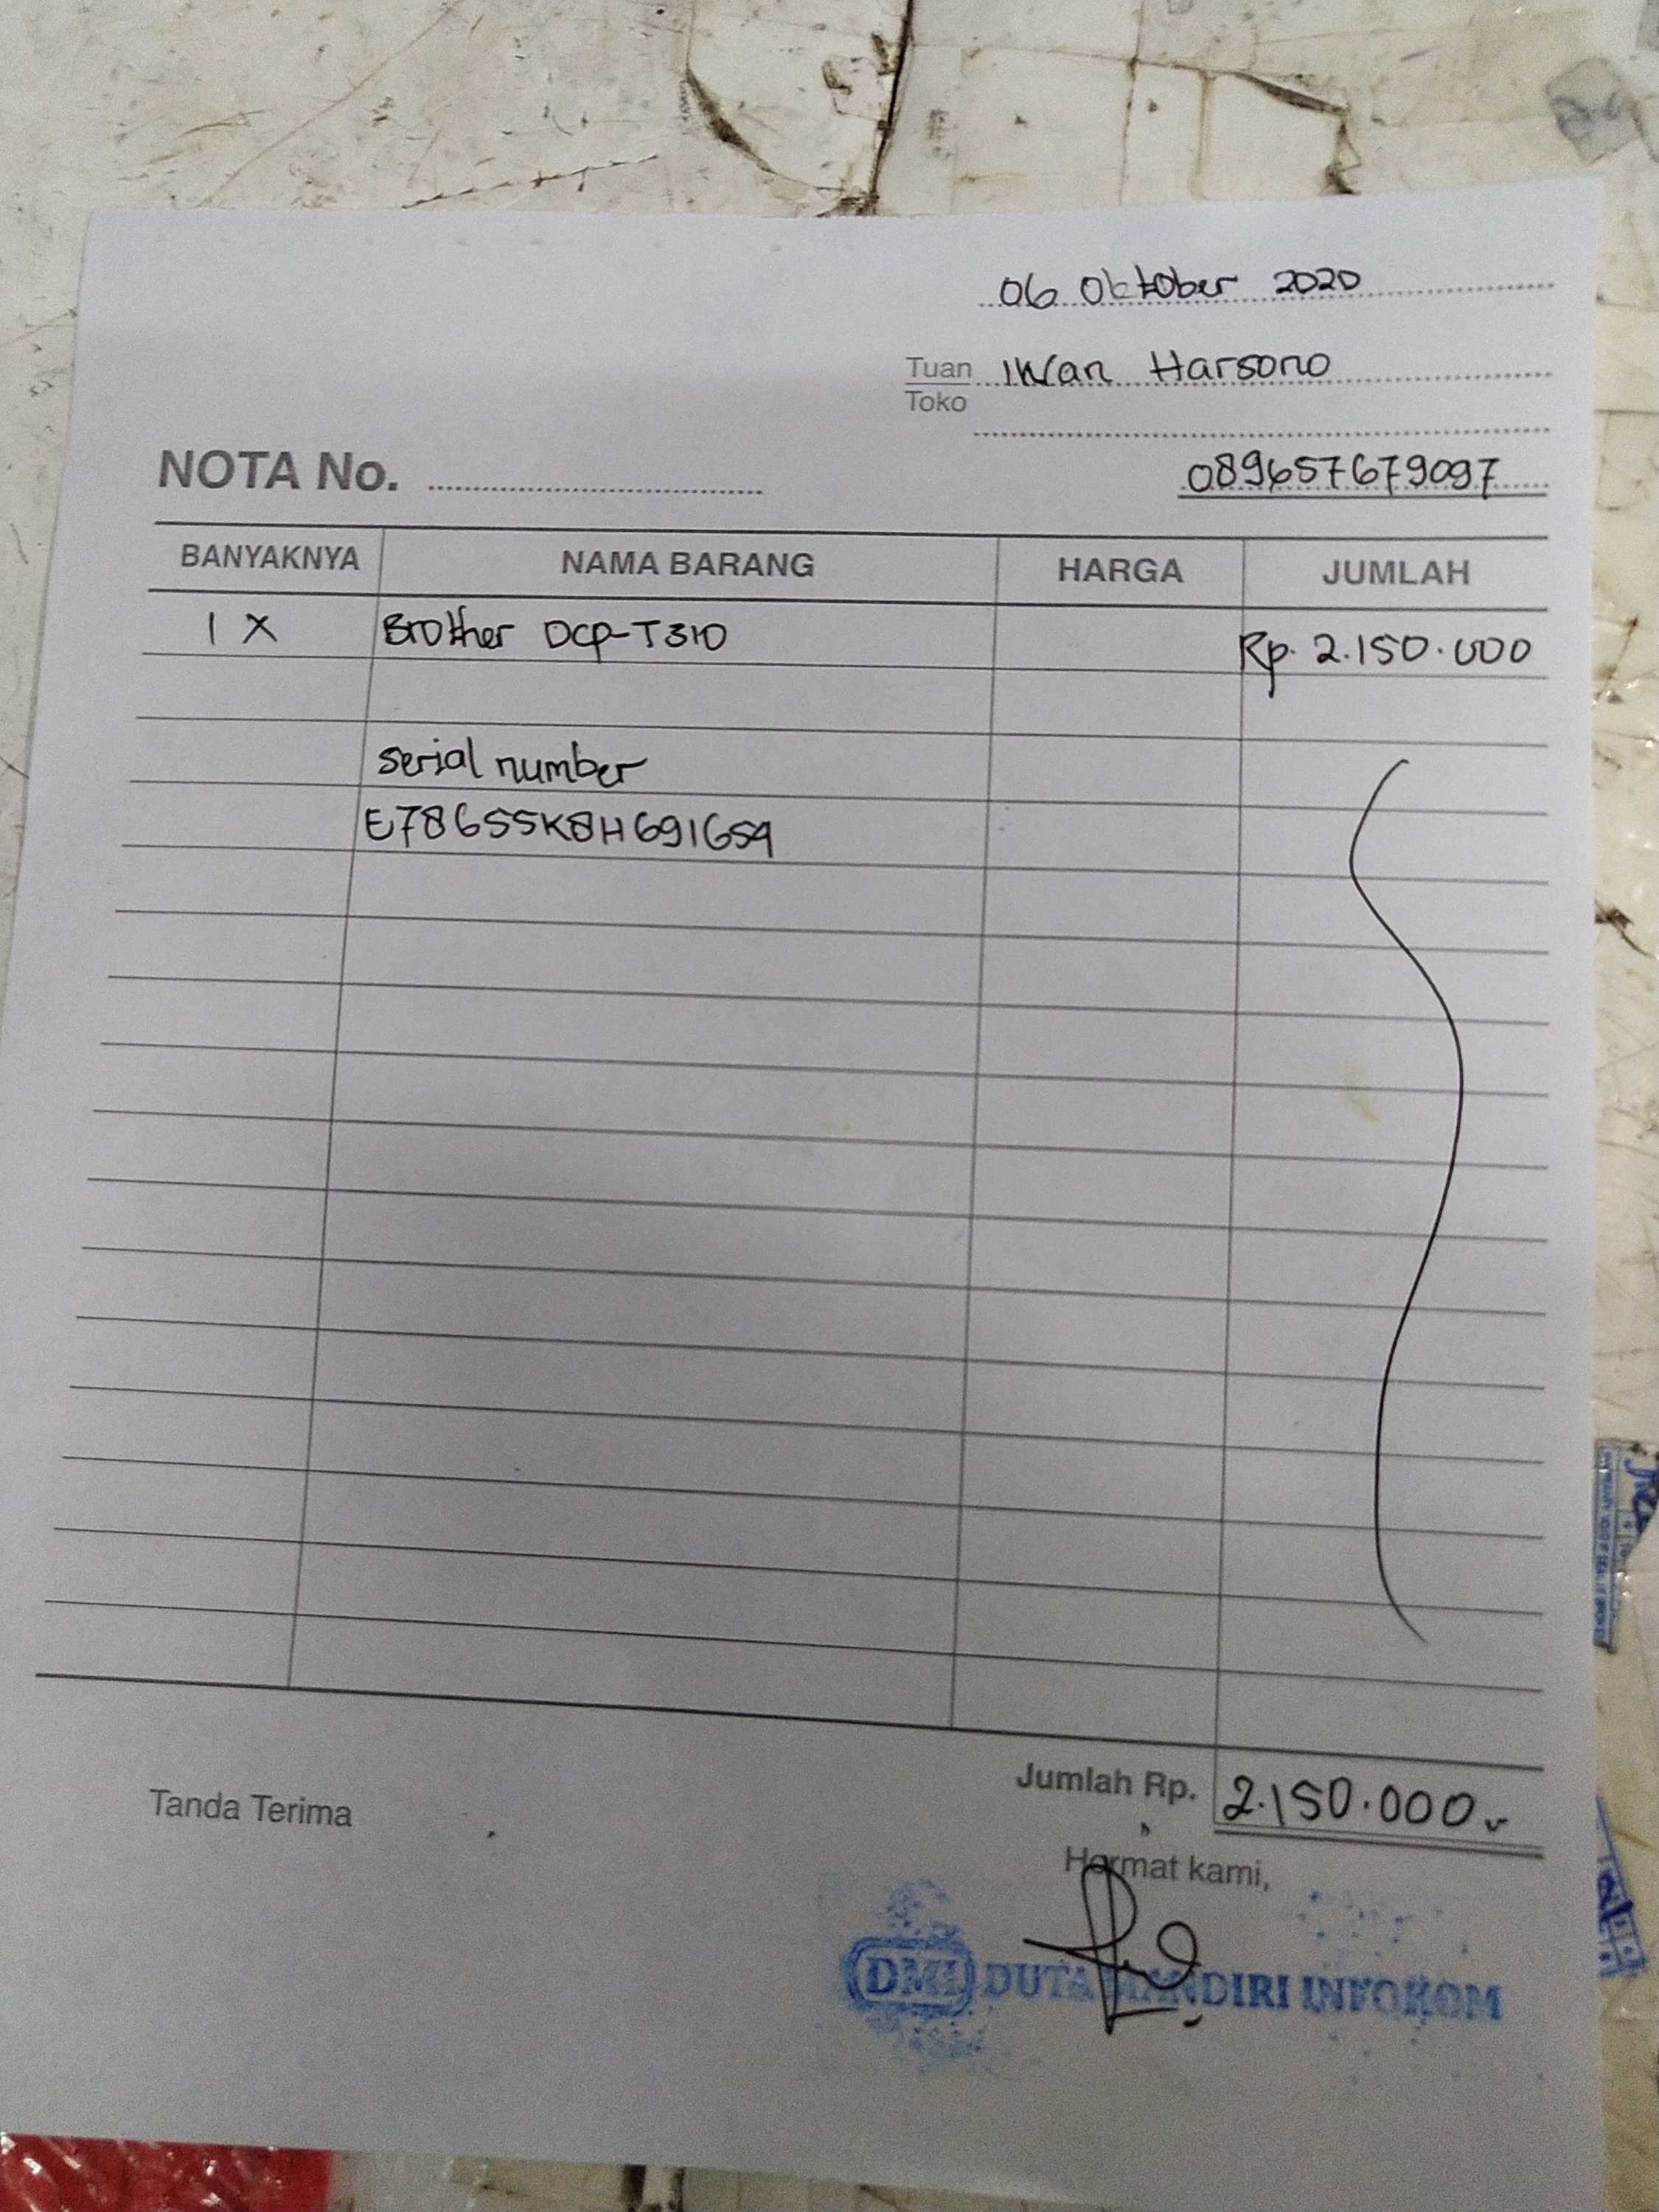 06 Oktober 2020
Tuan Iwan Harsono
Toko
NOTA No.
089657679097
BANYAKNYA NAMA BARANG HARGA JUMLAH
1 X Brother DCP-T310 Rp. 2.150.000
serial number
E78655K8H691659
Jumlah Rp. 2.150.000
Tanda Terima
Hormat kami,
DMI DUTA MANDIRI INFOKOM